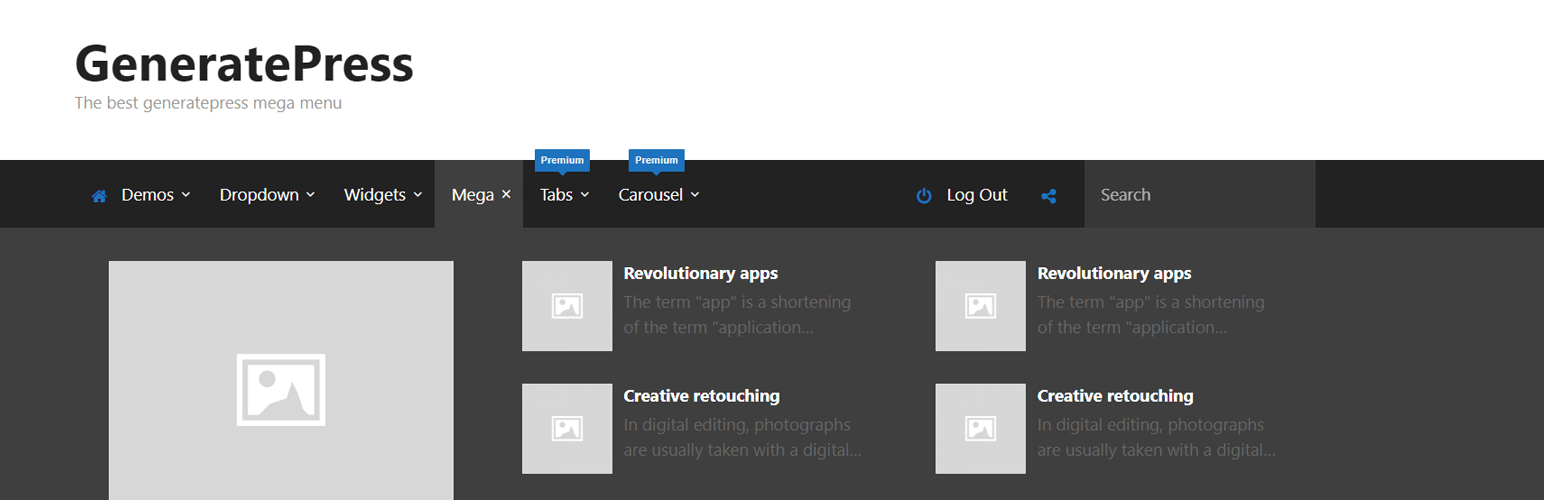 GeneratePress
The best generatepress mega menu
Premium Premium
Demos Dropdown Widgets Mega × Tabs Carousel Log Out Search
Revolutionary apps
The term "app" is a shortening
of the term "application...
Creative retouching
In digital editing, photographs
are usually taken with a digital...
Revolutionary apps
The term "app" is a shortening
of the term "application...
Creative retouching
In digital editing, photographs
are usually taken with a digital...